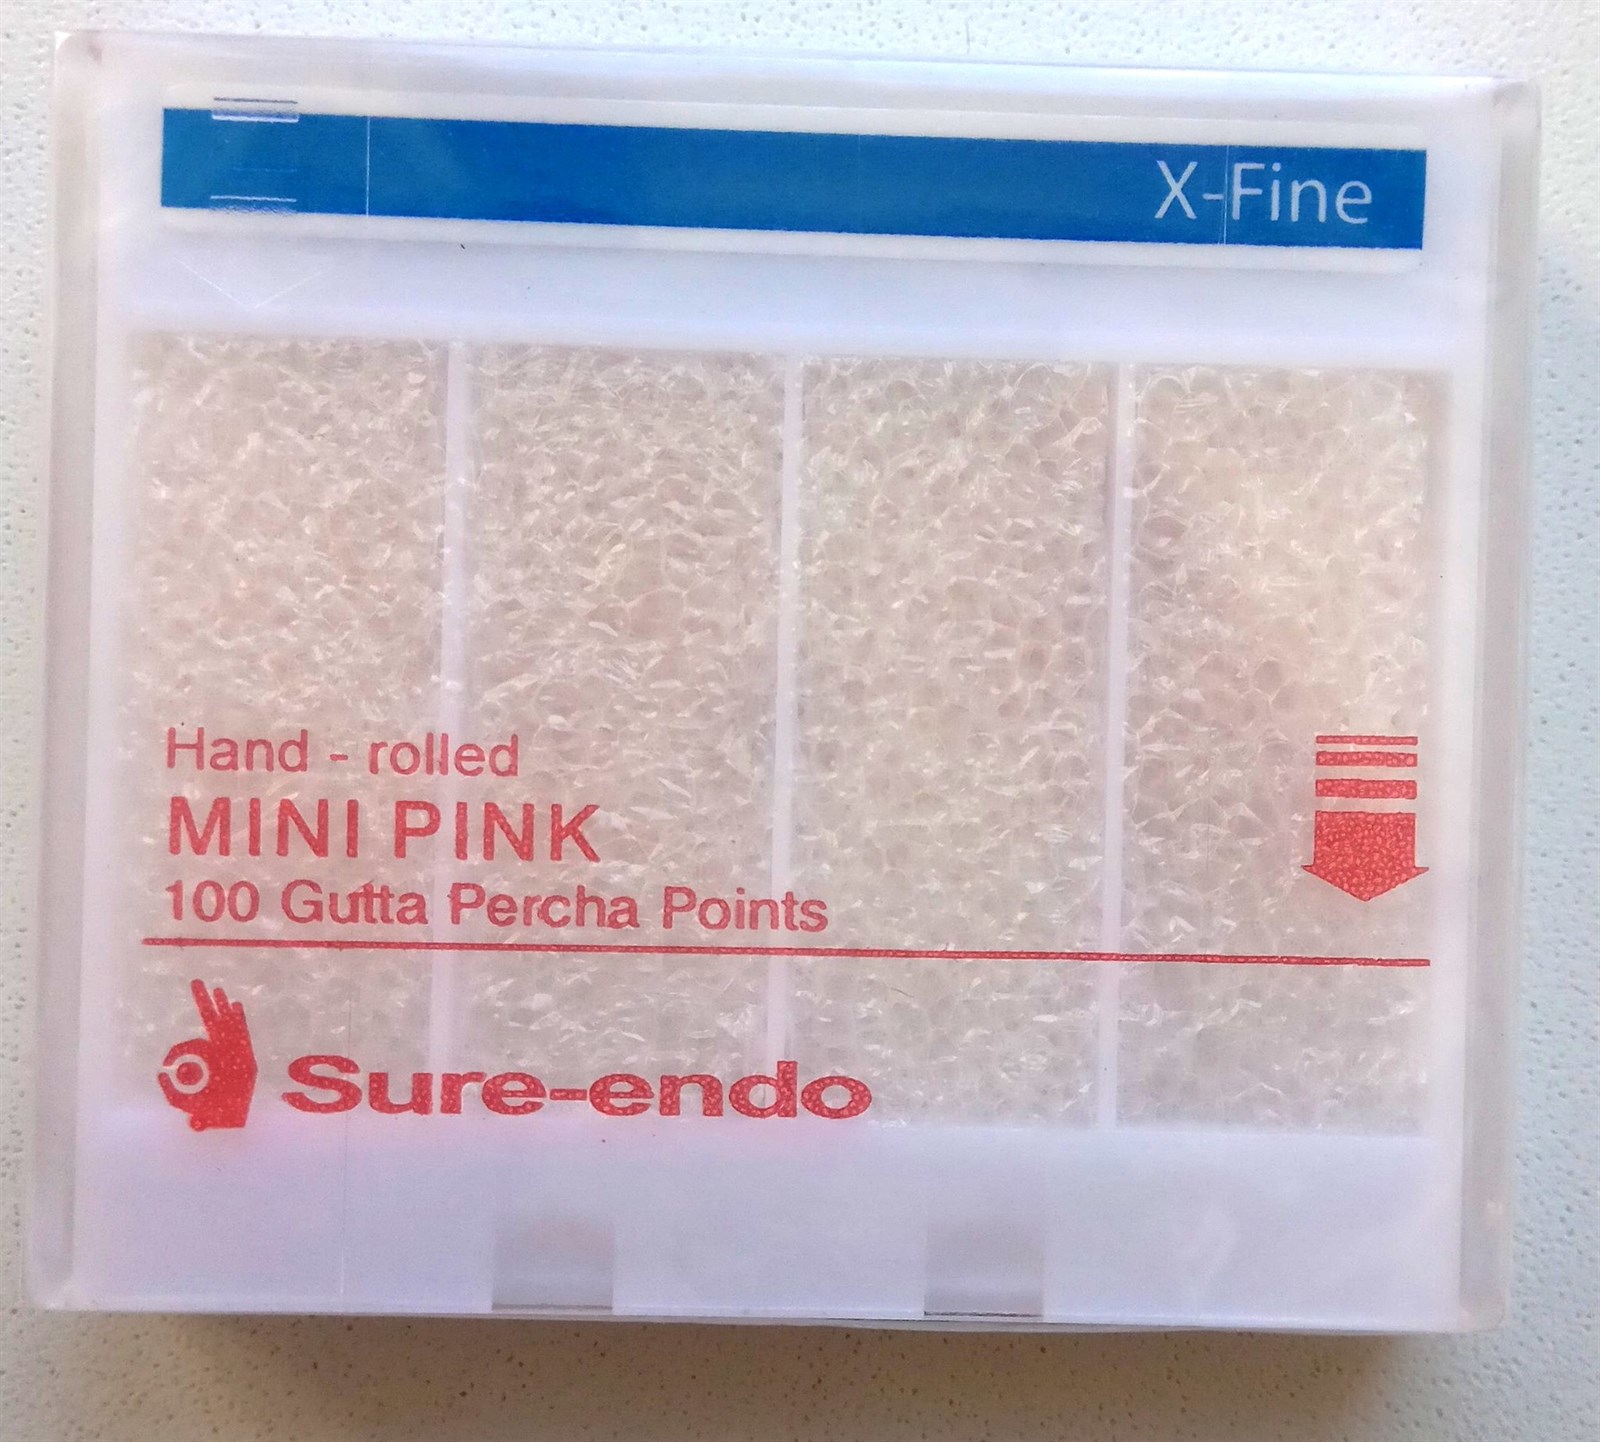 X-Fine
Hand - rolled
MINI PINK
100 Gutta Percha Points
Sure-endo